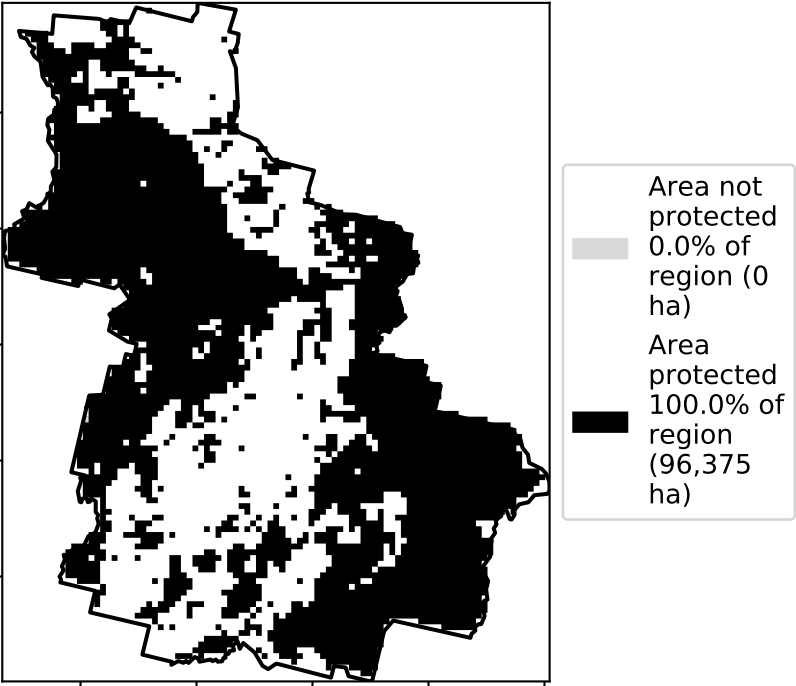 Area not
protected
0.0% of
region (0
ha)
Area
protected
100.0% of
region
(96,375
ha)